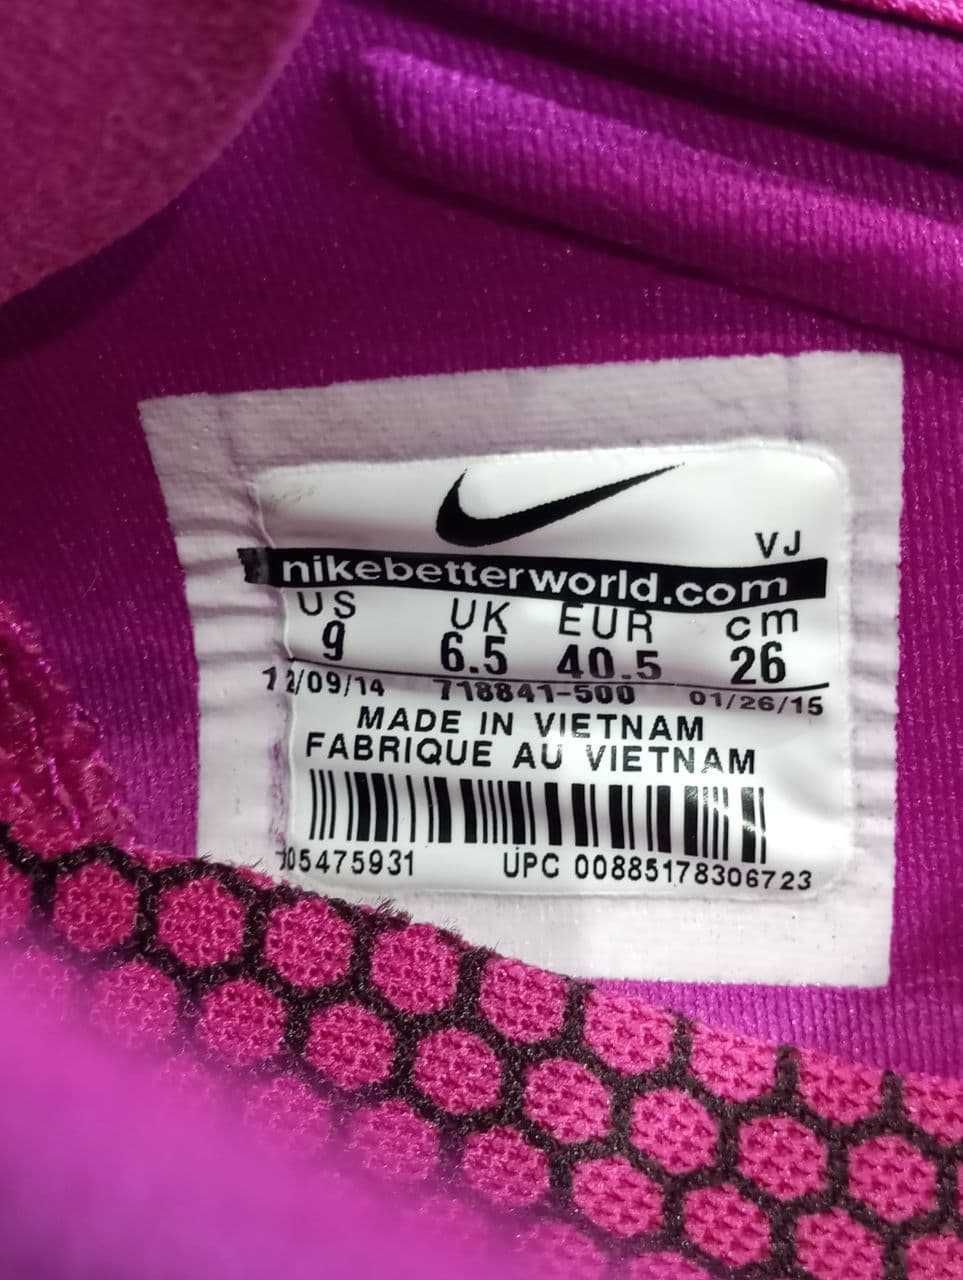 VJ
nikebetterworld.com
US UK EUR cm
9 6.5 40.5 26
12/09/14 718841-500 01/26/15
MADE IN VIETNAM
FABRIQUE AU VIETNAM
05475931 UPC 00885178306723